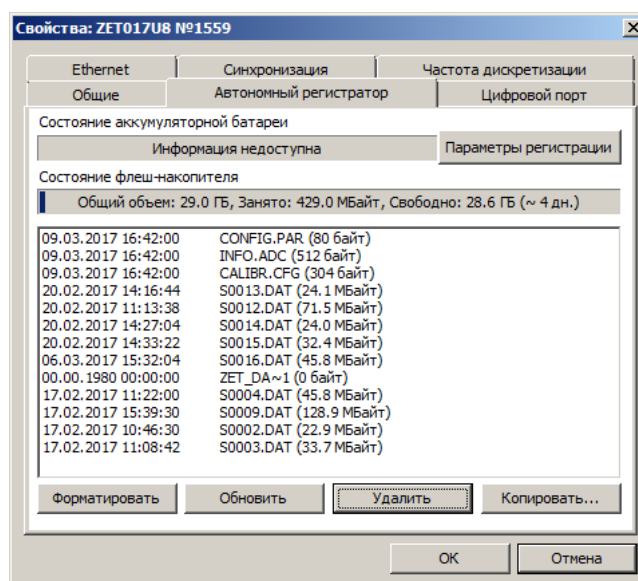 Свойства: ZET017U8 №1559
Ethernet Синхронизация Частота дискретизации
Общие Автономный регистратор Цифровой порт
Состояние аккумуляторной батареи
Информация недоступна Параметры регистрации
Состояние флеш-накопителя
Общий объем: 29.0 ГБ, Занято: 429.0 МБайт, Свободно: 28.6 ГБ (~ 4 дн.)
09.03.2017 16:42:00 CONFIG.PAR (80 байт)
09.03.2017 16:42:00 INFO.ADC (512 байт)
09.03.2017 16:42:00 CALIBR.CFG (304 байт)
20.02.2017 14:16:44 S0013.DAT (24.1 МБайт)
20.02.2017 11:13:38 S0012.DAT (71.5 МБайт)
20.02.2017 14:27:04 S0014.DAT (24.0 МБайт)
20.02.2017 14:33:22 S0015.DAT (32.4 МБайт)
06.03.2017 15:32:04 S0016.DAT (45.8 МБайт)
00.00.1980 00:00:00 ZET_DA~1 (0 байт)
17.02.2017 11:22:00 S0004.DAT (45.8 МБайт)
17.02.2017 15:39:30 S0009.DAT (128.9 МБайт)
17.02.2017 10:46:30 S0002.DAT (22.9 МБайт)
17.02.2017 11:08:42 S0003.DAT (33.7 МБайт)
Форматировать Обновить Удалить Копировать...
OK Отмена